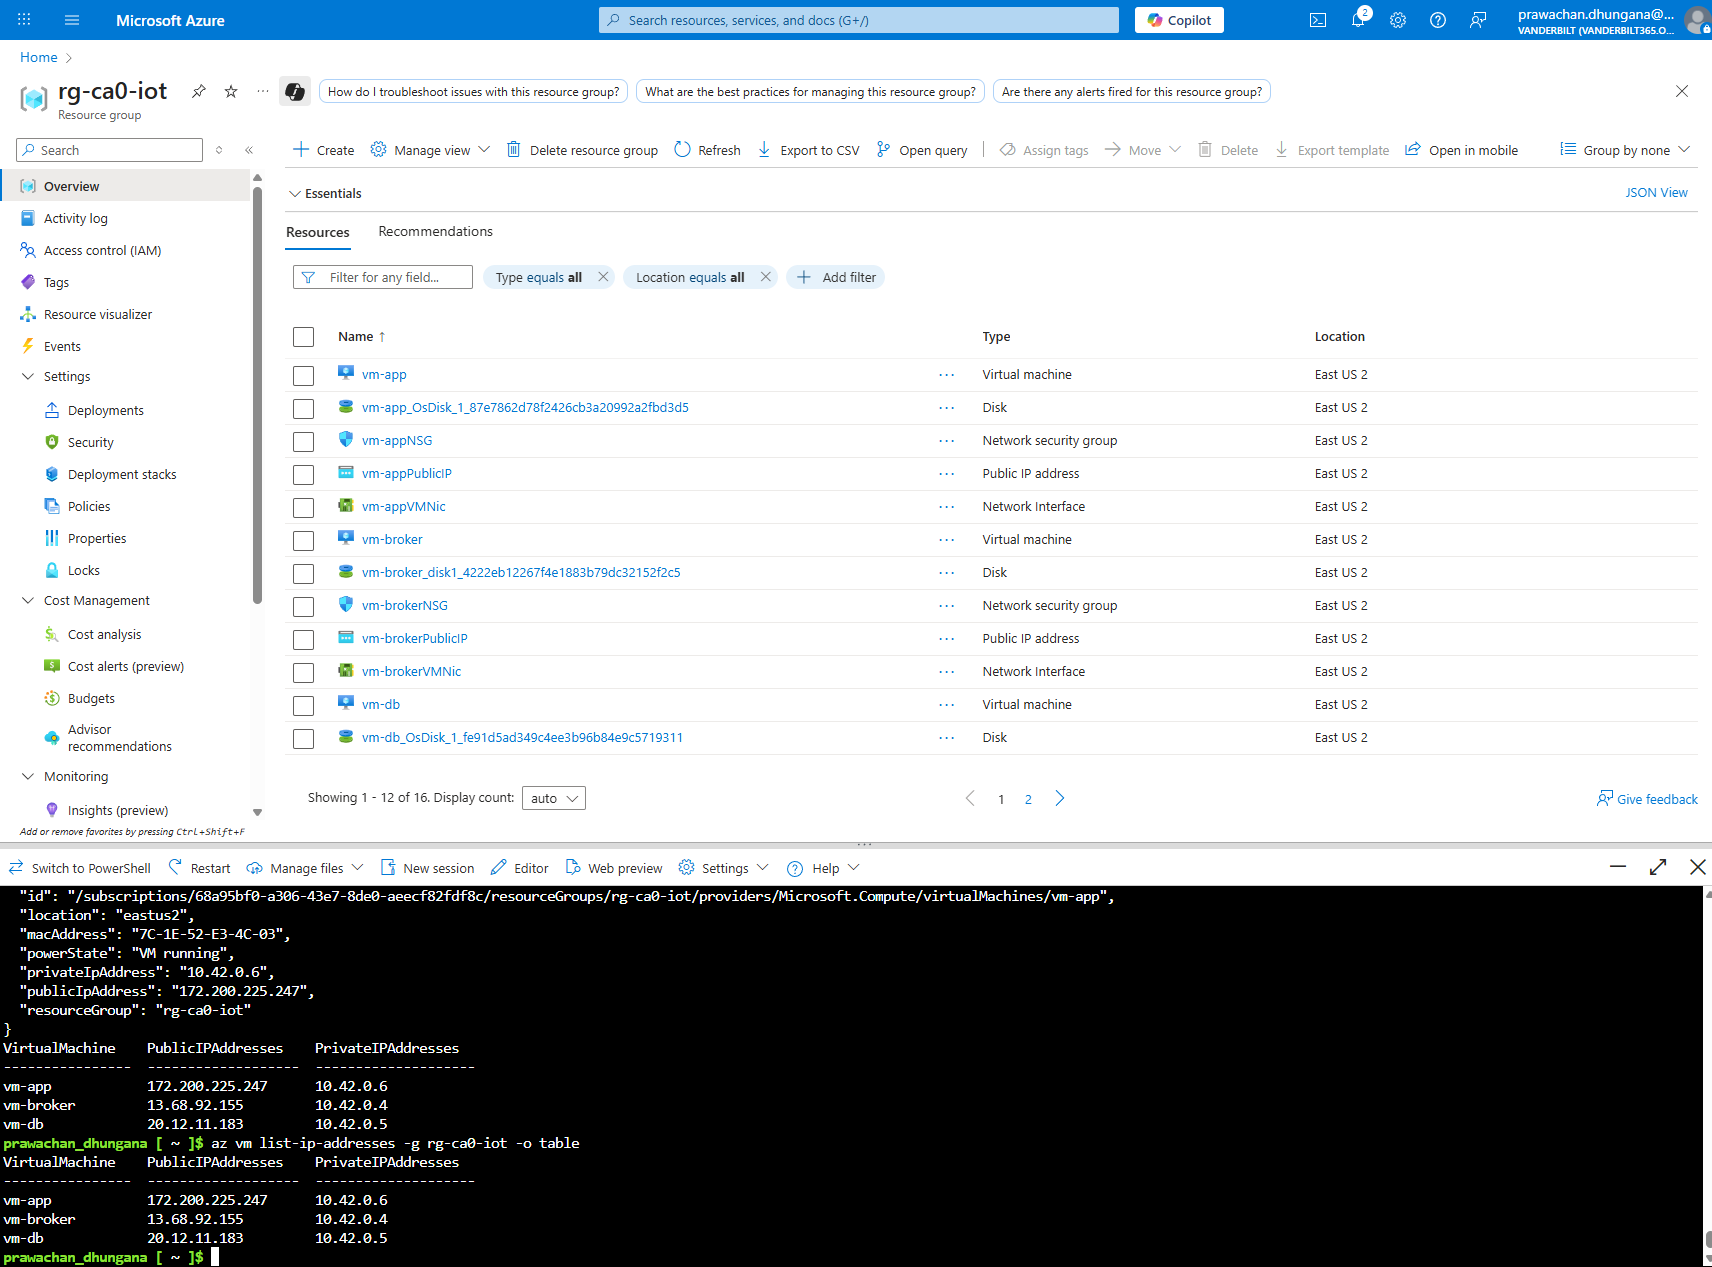 Microsoft Azure
Search resources, services, and docs (G+/)
Copilot
2
prawachan.dhungana@...
VANDERBILT (VANDERBILT365.O...
Home
rg-ca0-iot
Resource group
How do I troubleshoot issues with this resource group?
What are the best practices for managing this resource group?
Are there any alerts fired for this resource group?
Search
Create
Manage view
Delete resource group
Refresh
Export to CSV
Open query
Assign tags
Move
Delete
Export template
Open in mobile
Group by none
Overview
Activity log
Access control (IAM)
Tags
Resource visualizer
Events
Settings
Deployments
Security
Deployment stacks
Policies
Properties
Locks
Cost Management
Cost analysis
Cost alerts (preview)
Budgets
Advisor
recommendations
Monitoring
Insights (preview)
Add or remove favorites by pressing Ctrl+Shift+F
Essentials
JSON View
Resources Recommendations
Filter for any field...
Type equals all
Location equals all
Add filter
Name ↑ Type Location
vm-app ··· Virtual machine East US 2
vm-app_OsDisk_1_87e7862d78f2426cb3a20992a2fbd3d5 ··· Disk East US 2
vm-appNSG ··· Network security group East US 2
vm-appPublicIP ··· Public IP address East US 2
vm-appVMNic ··· Network Interface East US 2
vm-broker ··· Virtual machine East US 2
vm-broker_disk1_4222eb12267f4e1883b79dc32152f2c5 ··· Disk East US 2
vm-brokerNSG ··· Network security group East US 2
vm-brokerPublicIP ··· Public IP address East US 2
vm-brokerVMNic ··· Network Interface East US 2
vm-db ··· Virtual machine East US 2
vm-db_OsDisk_1_fe91d5ad349c4ee3b96b84e9c5719311 ··· Disk East US 2
Showing 1 - 12 of 16. Display count: auto
1 2
Give feedback
Switch to PowerShell Restart Manage files New session Editor Web preview Settings Help
"id": "/subscriptions/68a95bf0-a306-43e7-8de0-aeecf82fdf8c/resourceGroups/rg-ca0-iot/providers/Microsoft.Compute/virtualMachines/vm-app",
"location": "eastus2",
"macAddress": "7C-1E-52-E3-4C-03",
"powerState": "VM running",
"privateIpAddress": "10.42.0.6",
"publicIpAddress": "172.200.225.247",
"resourceGroup": "rg-ca0-iot"
}
VirtualMachine PublicIPAddresses PrivateIPAddresses
---------------- ------------------- --------------------
vm-app 172.200.225.247 10.42.0.6
vm-broker 13.68.92.155 10.42.0.4
vm-db 20.12.11.183 10.42.0.5
prawachan_dhungana [ ~ ]$ az vm list-ip-addresses -g rg-ca0-iot -o table
VirtualMachine PublicIPAddresses PrivateIPAddresses
---------------- ------------------- --------------------
vm-app 172.200.225.247 10.42.0.6
vm-broker 13.68.92.155 10.42.0.4
vm-db 20.12.11.183 10.42.0.5
prawachan_dhungana [ ~ ]$